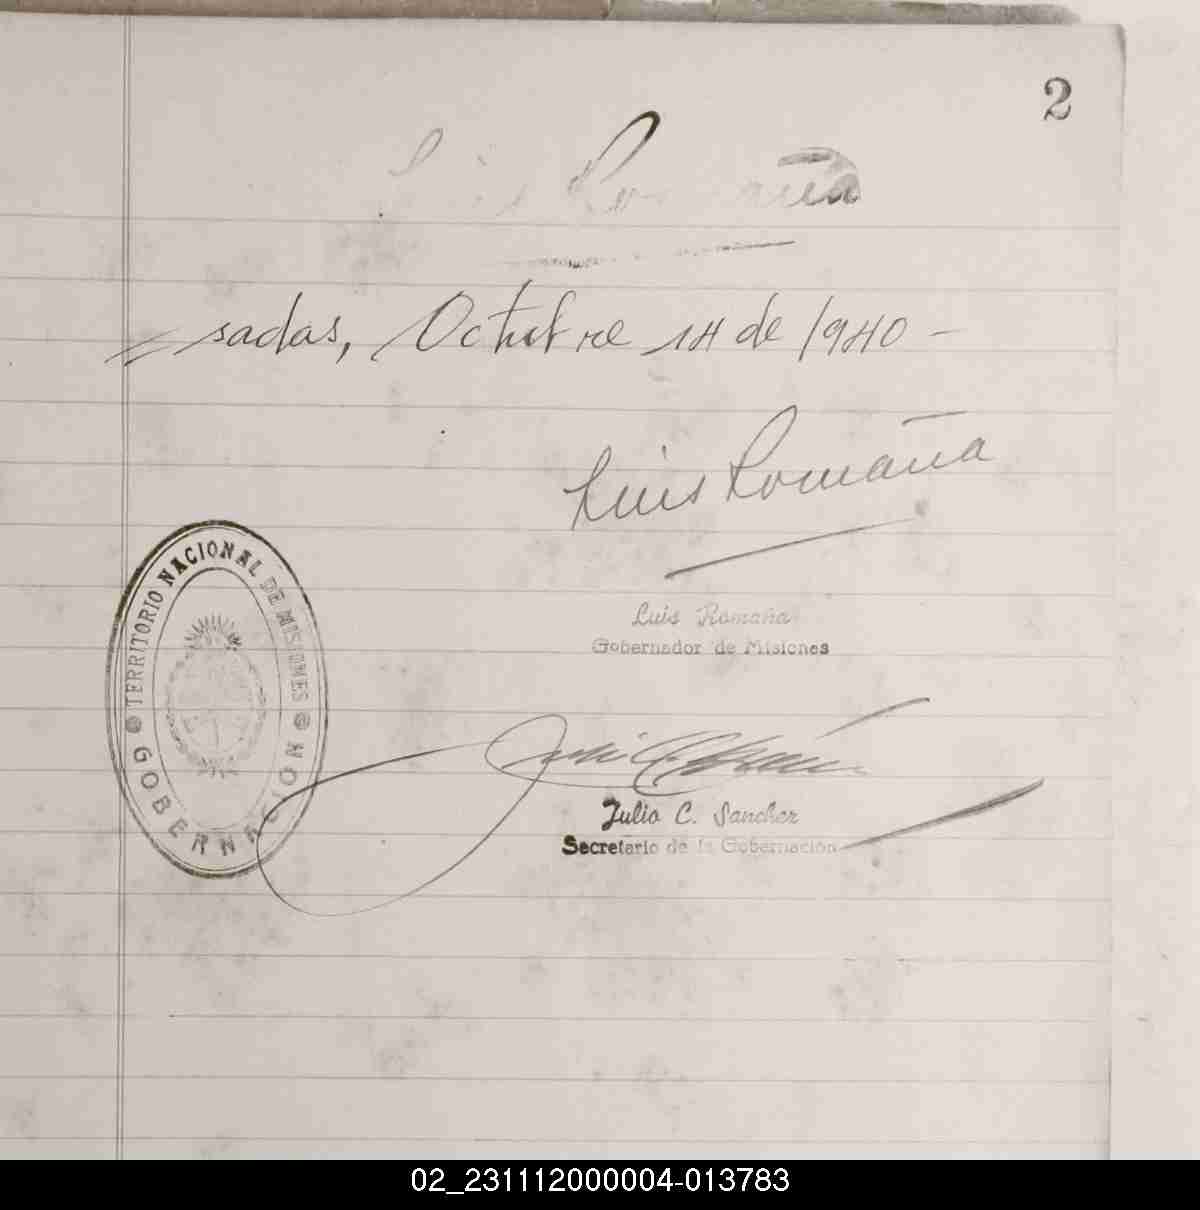 2
Luis Romaña
sadas, Octubre 14 de 1940 -
Luis Romaña
Luis Romaña
Gobernador de Misiones
TERRITORIO NACIONAL DE MISIONES
GOBERNACION
Julio C. Sanchez
Secretario de la Gobernación
02_231112000004-013783